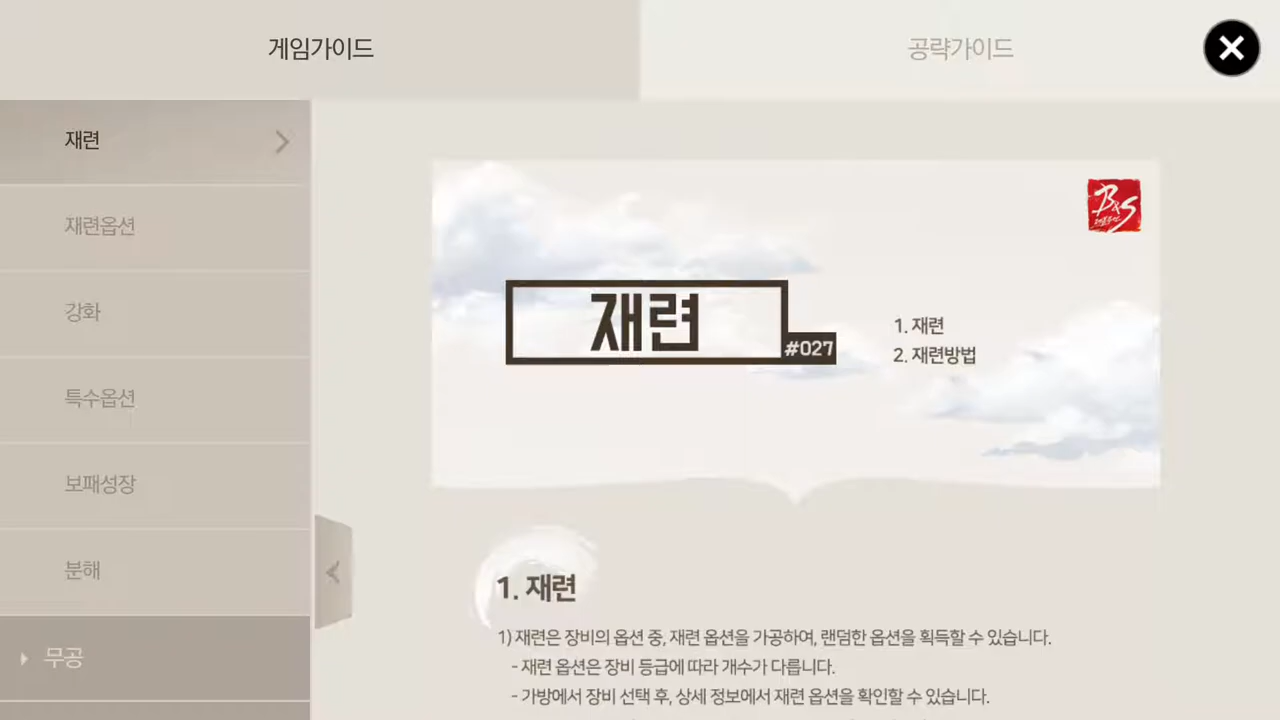 게임가이드
공략가이드
재련
재련옵션
강화
특수옵션
보패성장
분해
무공
B&S
재련
#027
1. 재련
2. 재련방법
1. 재련
1) 재련은 장비의 옵션 중, 재련 옵션을 가공하여, 랜덤한 옵션을 획득할 수 있습니다.
- 재련 옵션은 장비 등급에 따라 개수가 다릅니다.
- 가방에서 장비 선택 후, 상세 정보에서 재련 옵션을 확인할 수 있습니다.